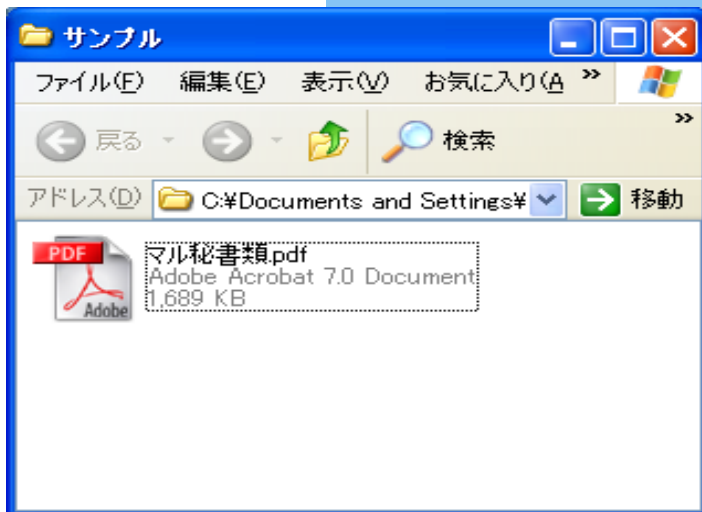 サンプル
ファイル(F) 編集(E) 表示(V) お気に入り(A »
戻る 検索 »
アドレス(D) C:¥Documents and Settings¥ 移動
PDF Adobe
マル秘書類.pdf
Adobe Acrobat 7.0 Document
1,689 KB